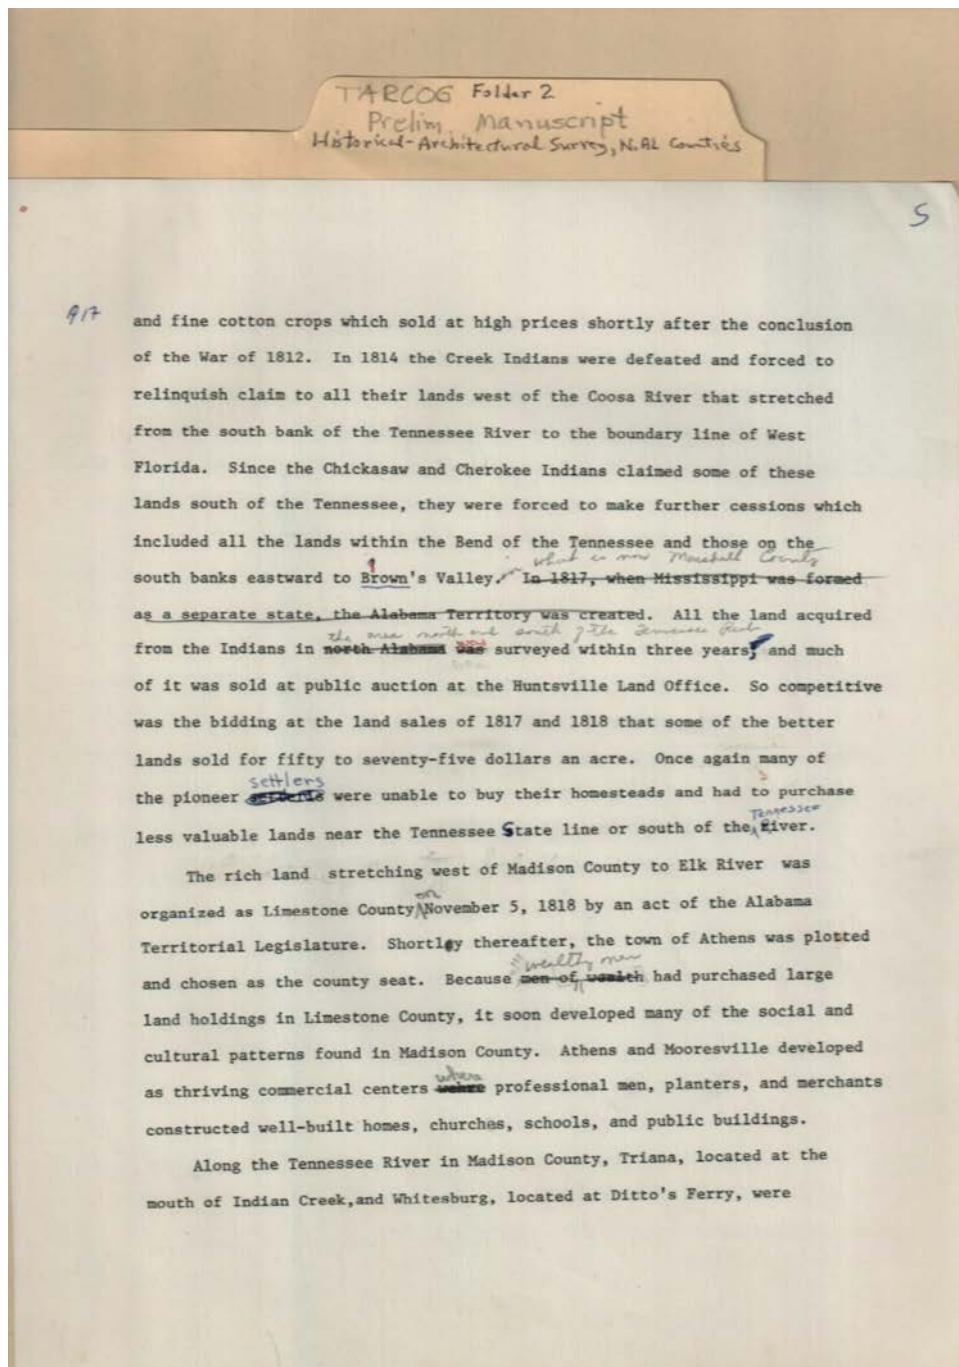 TARCOG Folder 2
Prelim. Manuscript
Historical-Architectural Survey, N.AL Counties
5
and fine cotton crops which sold at high prices shortly after the conclusion
of the War of 1812. In 1814 the Creek Indians were defeated and forced to
relinquish claim to all their lands west of the Coosa River that stretched
from the south bank of the Tennessee River to the boundary line of West
Florida. Since the Chickasaw and Cherokee Indians claimed some of these
lands south of the Tennessee, they were forced to make further cessions which
included all the lands within the Bend of the Tennessee and those on the
in what is now Marshall County
south banks eastward to Brown's Valley. In 1817, when Mississippi was formed
as a separate state, the Alabama Territory was created. All the land acquired
the area north and south of the Tennessee
from the Indians in north Alabama was surveyed within three years, and much
of it was sold at public auction at the Huntsville Land Office. So competitive
was the bidding at the land sales of 1817 and 1818 that some of the better
lands sold for fifty to seventy-five dollars an acre. Once again many of
settlers
the pioneer were unable to buy their homesteads and had to purchase
Tennessee
less valuable lands near the Tennessee State line or south of the River.
The rich land stretching west of Madison County to Elk River was
on
organized as Limestone County November 5, 1818 by an act of the Alabama
Territorial Legislature. Shortly thereafter, the town of Athens was plotted
wealthy men
and chosen as the county seat. Because men of wealth had purchased large
land holdings in Limestone County, it soon developed many of the social and
cultural patterns found in Madison County. Athens and Mooresville developed
where
as thriving commercial centers wehre professional men, planters, and merchants
constructed well-built homes, churches, schools, and public buildings.
Along the Tennessee River in Madison County, Triana, located at the
mouth of Indian Creek,and Whitesburg, located at Ditto's Ferry, were